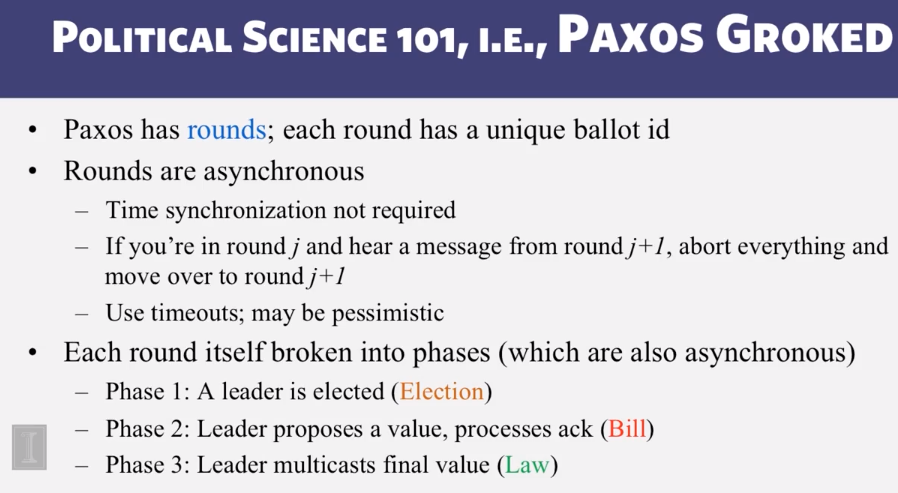 POLITICAL SCIENCE 101, I.E., PAXOS GROKED
• Paxos has rounds; each round has a unique ballot id
• Rounds are asynchronous
– Time synchronization not required
– If you're in round j and hear a message from round j+1, abort everything and
move over to round j+1
– Use timeouts; may be pessimistic
• Each round itself broken into phases (which are also asynchronous)
– Phase 1: A leader is elected (Election)
– Phase 2: Leader proposes a value, processes ack (Bill)
– Phase 3: Leader multicasts final value (Law)
I